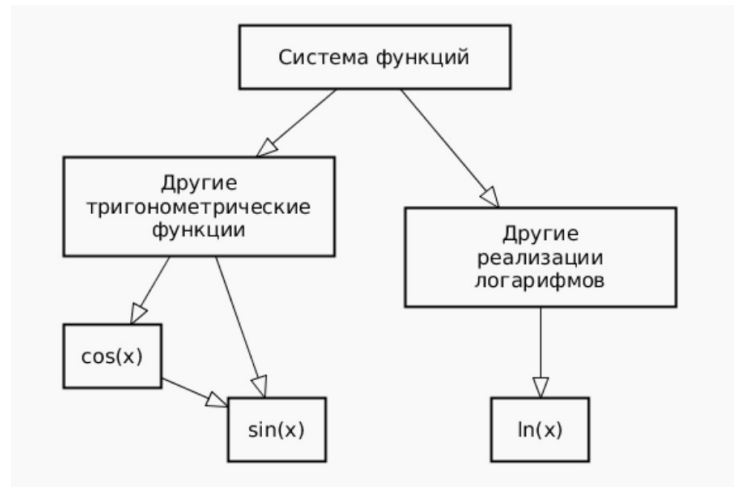 Система функций
Другие
тригонометрические
функции
Другие
реализации
логарифмов
cos(x)
sin(x)
ln(x)